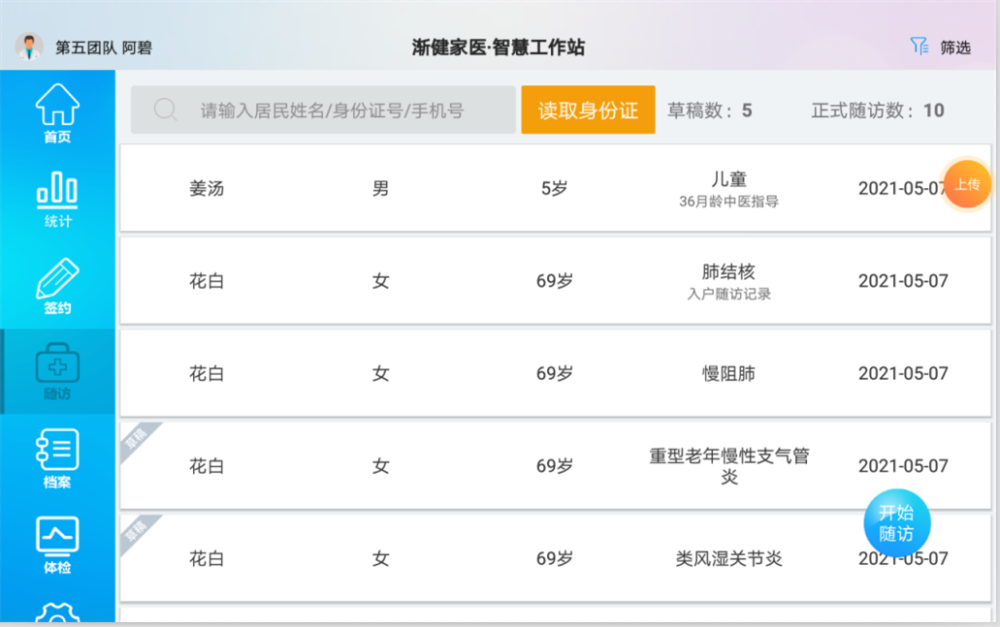 第五团队 阿碧
渐健家医·智慧工作站
筛选
首页
统计
签约
随访
档案
体检
请输入居民姓名/身份证号/手机号
读取身份证
草稿数：5
正式随访数：10
姜汤 男 5岁 儿童 2021-05-07
36月龄中医指导
上传
花白 女 69岁 肺结核 2021-05-07
入户随访记录
花白 女 69岁 慢阻肺 2021-05-07
草稿
花白 女 69岁 重型老年慢性支气管 2021-05-07
炎
开始
随访
草稿
花白 女 69岁 类风湿关节炎 2021-05-07